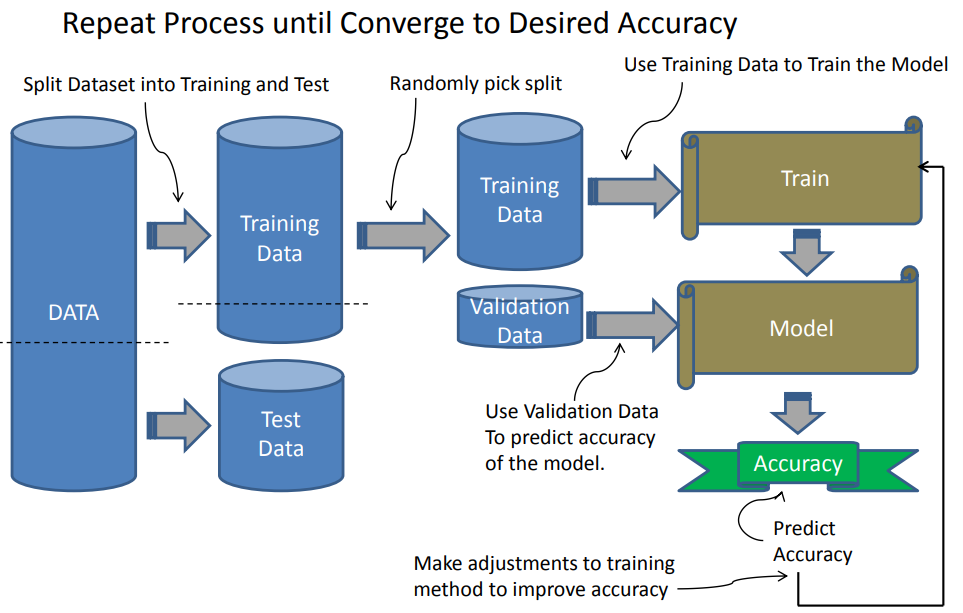 Repeat Process until Converge to Desired Accuracy
Split Dataset into Training and Test
Randomly pick split
Use Training Data to Train the Model
DATA
Training
Data
Test
Data
Training
Data
Validation
Data
Train
Model
Use Validation Data
To predict accuracy
of the model.
Accuracy
Predict
Accuracy
Make adjustments to training
method to improve accuracy